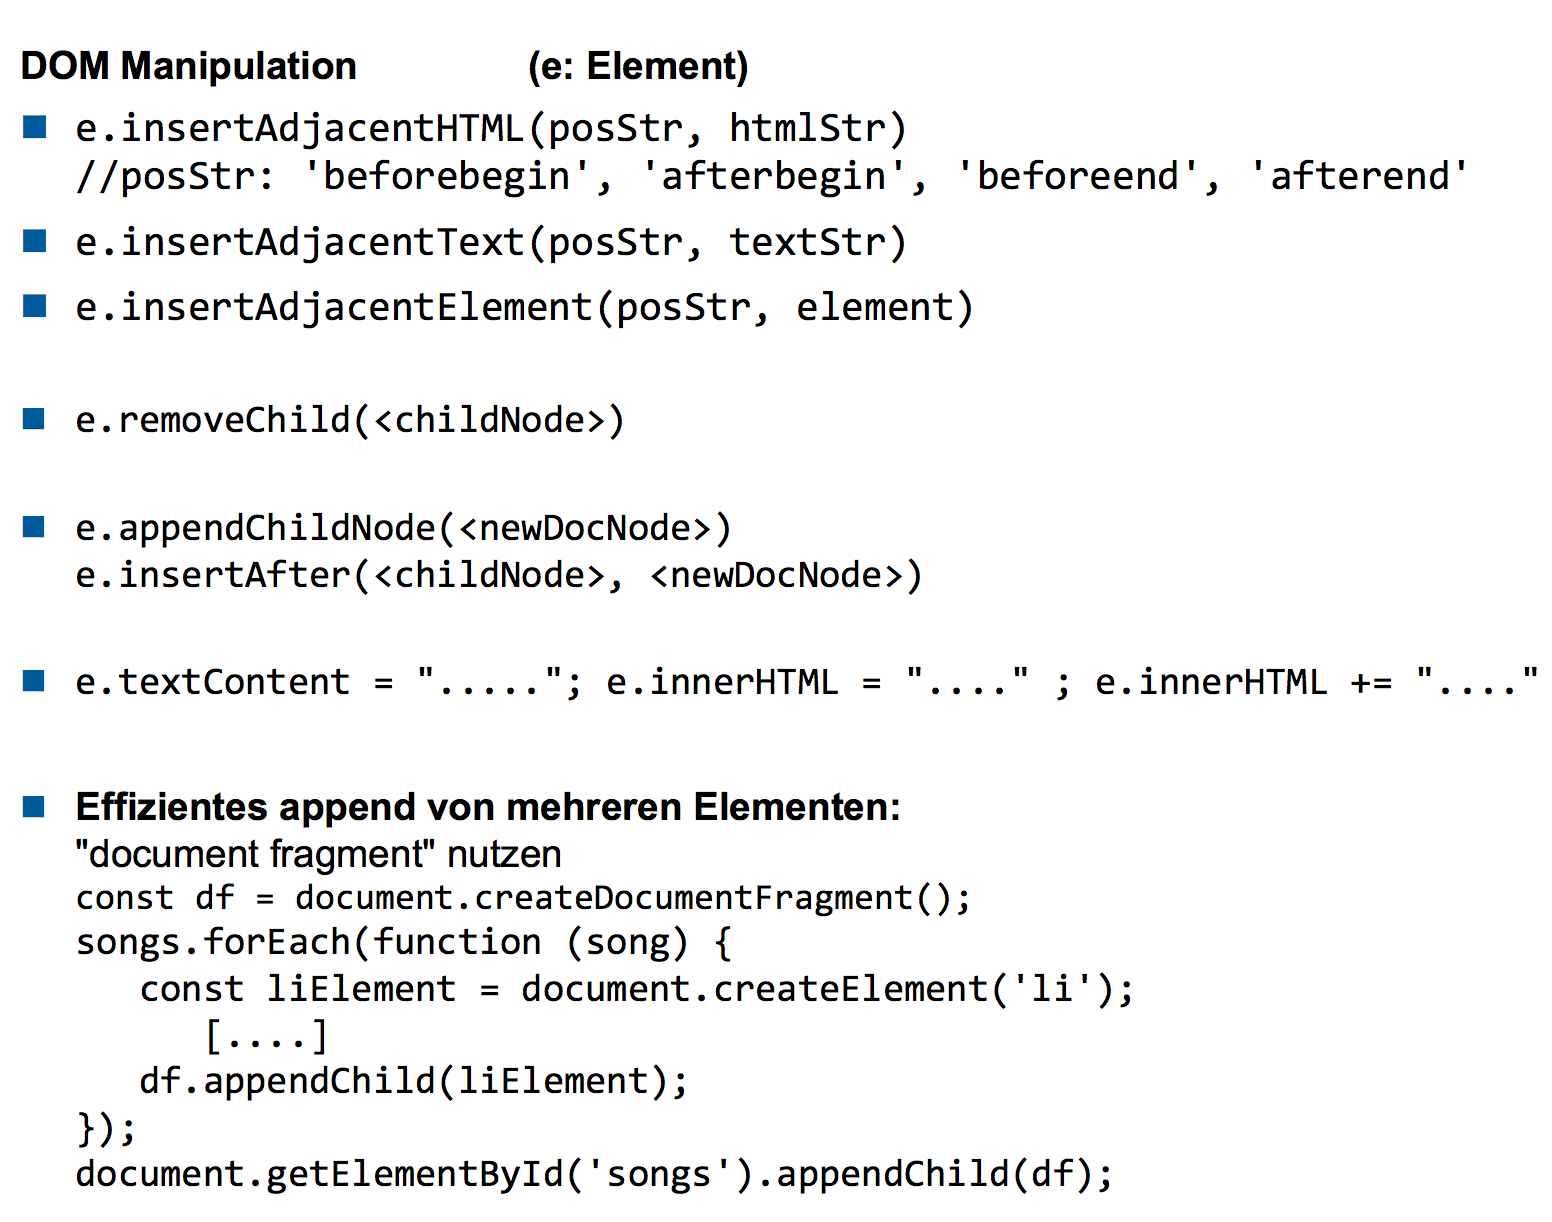 DOM Manipulation (e: Element)
■ e.insertAdjacentHTML(posStr, htmlStr)
//posStr: 'beforebegin', 'afterbegin', 'beforeend', 'afterend'
■ e.insertAdjacentText(posStr, textStr)
■ e.insertAdjacentElement(posStr, element)
■ e.removeChild(<childNode>)
■ e.appendChildNode(<newDocNode>)
e.insertAfter(<childNode>, <newDocNode>)
■ e.textContent = "....."; e.innerHTML = "...." ; e.innerHTML += "...."
■ Effizientes append von mehreren Elementen:
"document fragment" nutzen
const df = document.createDocumentFragment();
songs.forEach(function (song) {
const liElement = document.createElement('li');
[....]
df.appendChild(liElement);
});
document.getElementById('songs').appendChild(df);